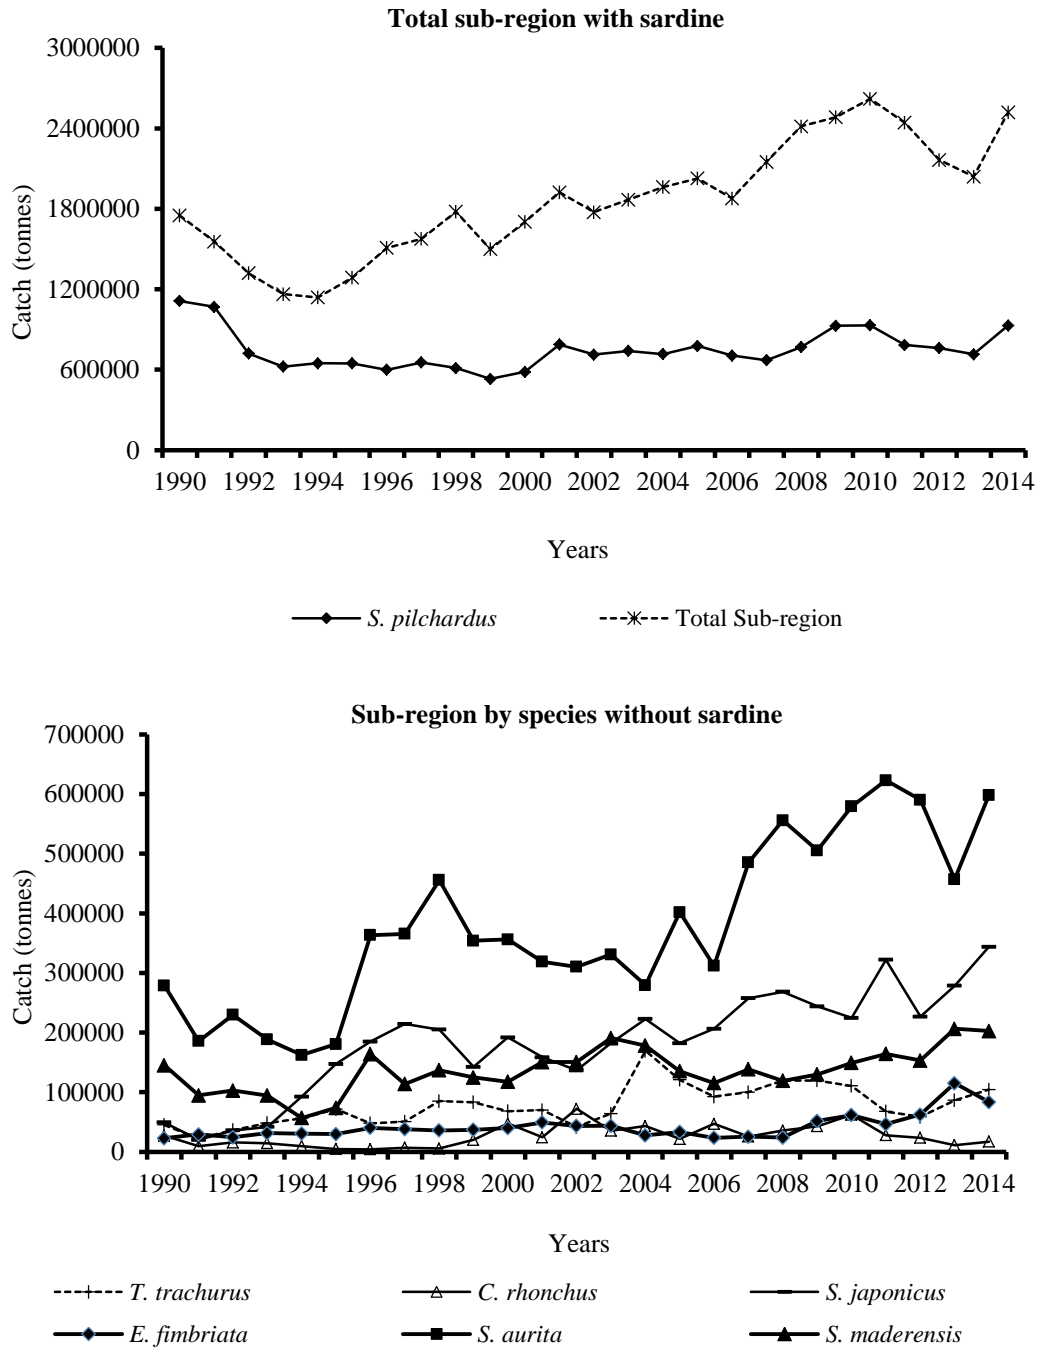 Total sub-region with sardine
3000000
2400000
1800000
1200000
600000
0
Catch (tonnes)
1990 1992 1994 1996 1998 2000 2002 2004 2006 2008 2010 2012 2014
Years
S. pilchardus Total Sub-region
Sub-region by species without sardine
700000
600000
500000
400000
300000
200000
100000
0
Catch (tonnes)
1990 1992 1994 1996 1998 2000 2002 2004 2006 2008 2010 2012 2014
Years
T. trachurus C. rhonchus S. japonicus
E. fimbriata S. aurita S. maderensis